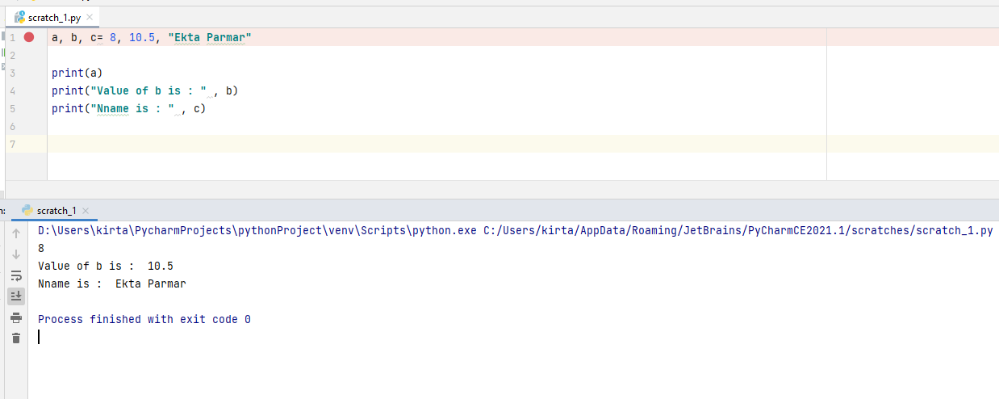 scratch_1.py
1 a, b, c= 8, 10.5, "Ekta Parmar"
2
3 print(a)
4 print("Value of b is : " , b)
5 print("Nname is : " , c)
6
7
scratch_1
D:\Users\kirta\PycharmProjects\pythonProject\venv\Scripts\python.exe C:/Users/kirta/AppData/Roaming/JetBrains/PyCharmCE2021.1/scratches/scratch_1.py
8
Value of b is :  10.5
Nname is :  Ekta Parmar
Process finished with exit code 0